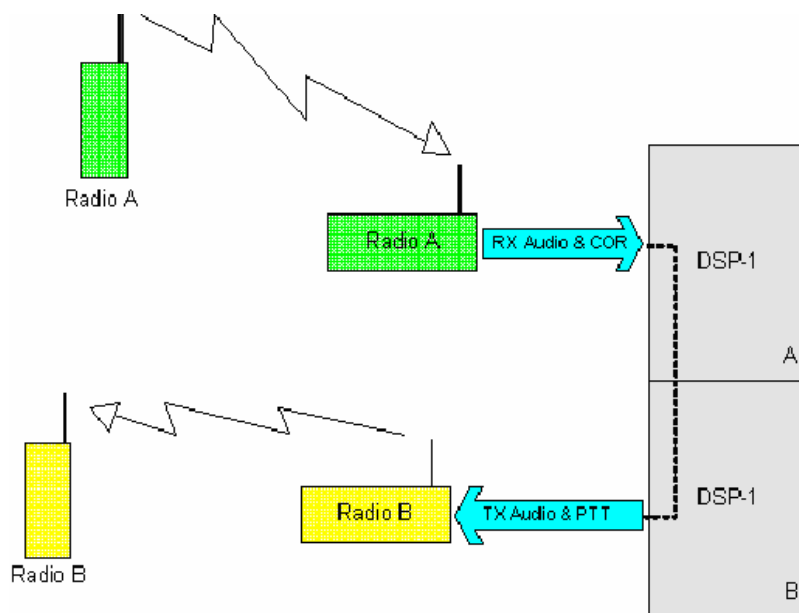 Radio A
Radio A
RX Audio & COR
DSP-1
A
Radio B
TX Audio & PTT
DSP-1
Radio B
B